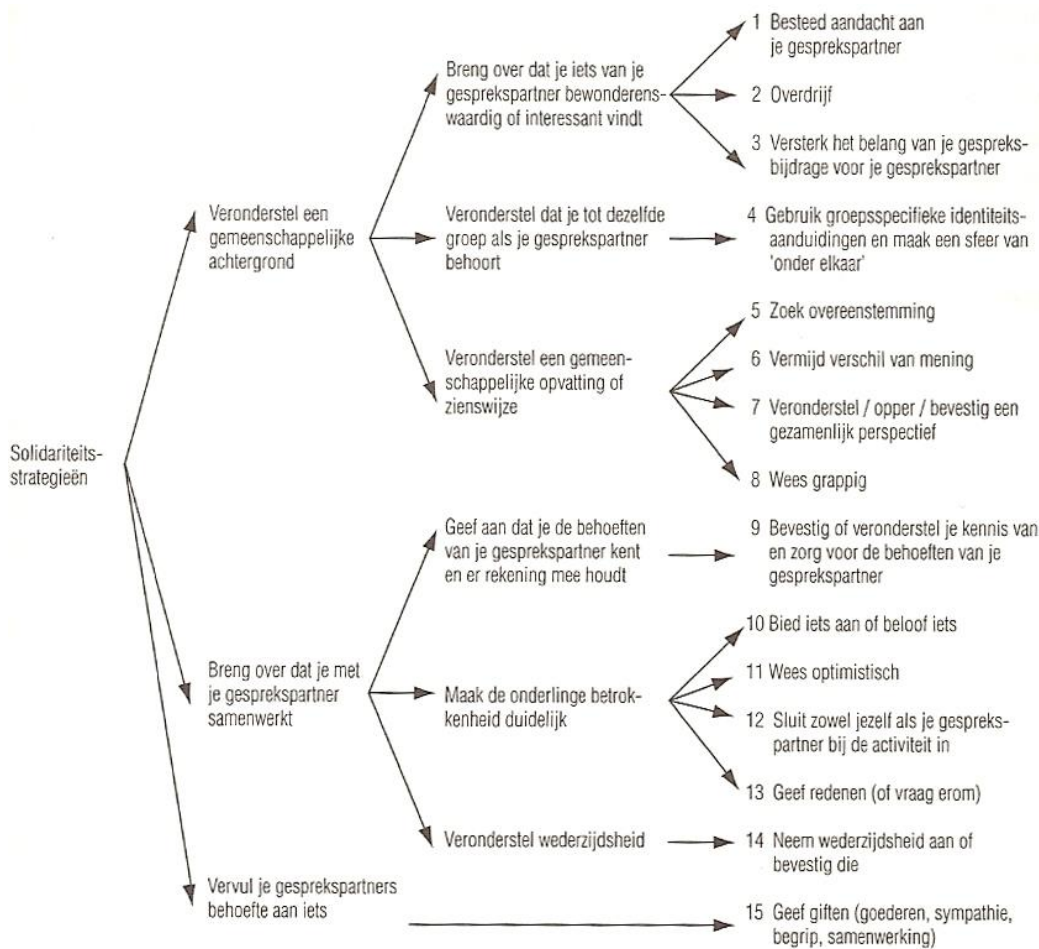 1 Besteed aandacht aan
je gesprekspartner
Breng over dat je iets van je
gesprekspartner bewonderens-
waardig of interessant vindt
2 Overdrijf
3 Versterk het belang van je gespreks-
bijdrage voor je gesprekspartner
Veronderstel een
gemeenschappelijke
achtergrond
Veronderstel dat je tot dezelfde
groep als je gesprekspartner
behoort
4 Gebruik groepsspecifieke identiteits-
aanduidingen en maak een sfeer van
'onder elkaar'
Veronderstel een gemeen-
schappelijke opvatting of
zienswijze
5 Zoek overeenstemming
6 Vermijd verschil van mening
7 Veronderstel / opper / bevestig een
gezamenlijk perspectief
8 Wees grappig
Solidariteits-
strategieën
Geef aan dat je de behoeften
van je gesprekspartner kent
en er rekening mee houdt
9 Bevestig of veronderstel je kennis van
en zorg voor de behoeften van je
gesprekspartner
Breng over dat je met
je gesprekspartner
samenwerkt
Maak de onderlinge betrok-
kenheid duidelijk
10 Bied iets aan of beloof iets
11 Wees optimistisch
12 Sluit zowel jezelf als je gespreks-
partner bij de activiteit in
13 Geef redenen (of vraag erom)
Veronderstel wederzijdsheid
14 Neem wederzijdsheid aan of
bevestig die
Vervul je gesprekspartners
behoefte aan iets
15 Geef giften (goederen, sympathie,
begrip, samenwerking)